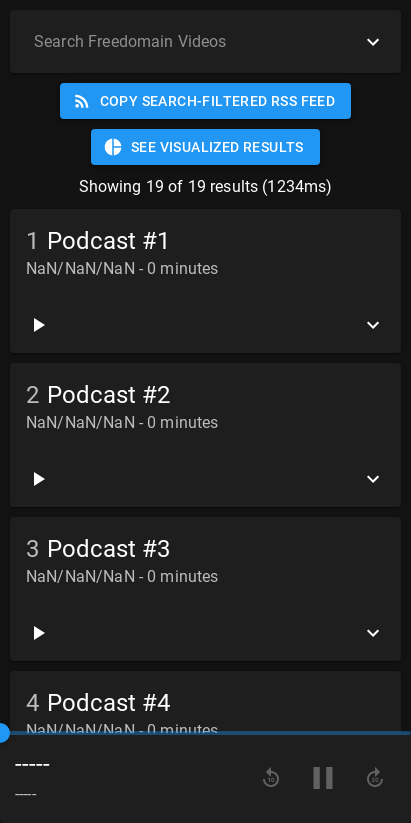 Search Freedomain Videos
COPY SEARCH-FILTERED RSS FEED
SEE VISUALIZED RESULTS
Showing 19 of 19 results (1234ms)
1 Podcast #1
NaN/NaN/NaN - 0 minutes
2 Podcast #2
NaN/NaN/NaN - 0 minutes
3 Podcast #3
NaN/NaN/NaN - 0 minutes
4 Podcast #4
NaN/NaN/NaN - 0 minutes
-----
-----
10
30